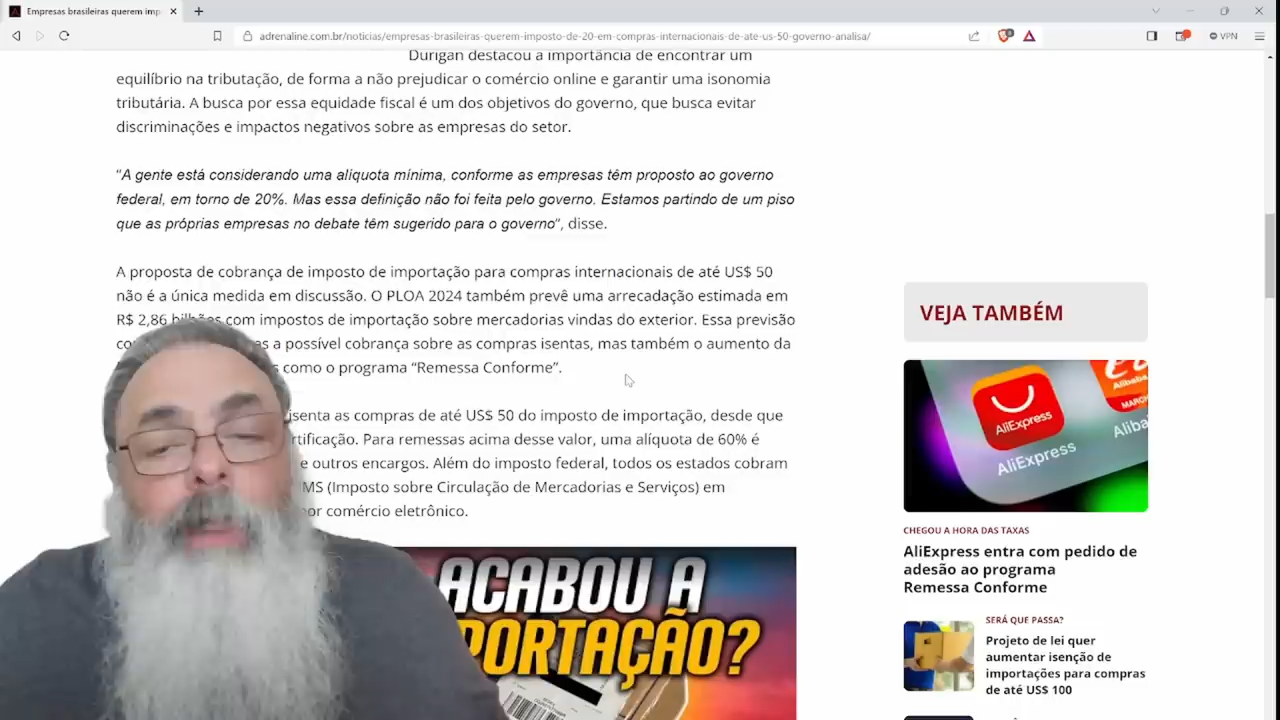 Empresas brasileiras querem imp
adrenaline.com.br/noticias/empresas-brasileiras-querem-imposto-de-20-em-compras-internacionais-de-ate-us-50-governo-analisa/
VPN
Durigan destacou a importância de encontrar um
equilíbrio na tributação, de forma a não prejudicar o comércio online e garantir uma isonomia
tributária. A busca por essa equidade fiscal é um dos objetivos do governo, que busca evitar
discriminações e impactos negativos sobre as empresas do setor.
“A gente está considerando uma alíquota mínima, conforme as empresas têm proposto ao governo
federal, em torno de 20%. Mas essa definição não foi feita pelo governo. Estamos partindo de um piso
que as próprias empresas no debate têm sugerido para o governo“, disse.
A proposta de cobrança de imposto de importação para compras internacionais de até US$ 50
não é a única medida em discussão. O PLOA 2024 também prevê uma arrecadação estimada em
R$ 2,86 bilhões com impostos de importação sobre mercadorias vindas do exterior. Essa previsão
a possível cobrança sobre as compras isentas, mas também o aumento da
como o programa “Remessa Conforme”.
isenta as compras de até US$ 50 do imposto de importação, desde que
Para remessas acima desse valor, uma alíquota de 60% é
e outros encargos. Além do imposto federal, todos os estados cobram
(Imposto sobre Circulação de Mercadorias e Serviços) em
comércio eletrônico.
ACABOU A
PORTAÇÃO?
VEJA TAMBÉM
AliExpress
AliExpress
Alibaba
CHEGOU A HORA DAS TAXAS
AliExpress entra com pedido de
adesão ao programa
Remessa Conforme
SERÁ QUE PASSA?
Projeto de lei quer
aumentar isenção de
importações para compras
de até US$ 100